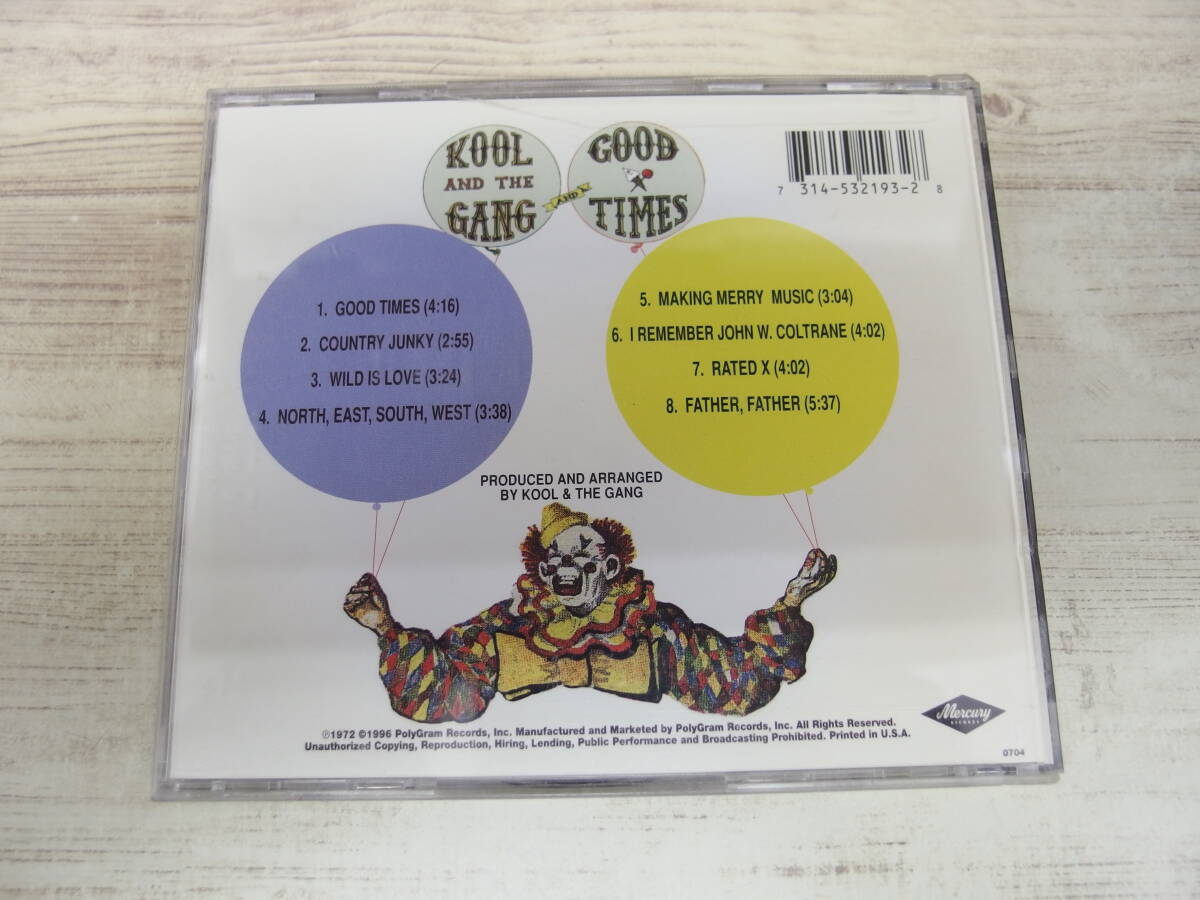 KOOL
AND THE
GANG
AND
GOOD
TIMES
7 314-532193-2 8
1. GOOD TIMES (4:16)
2. COUNTRY JUNKY (2:55)
3. WILD IS LOVE (3:24)
4. NORTH, EAST, SOUTH, WEST (3:38)
5. MAKING MERRY MUSIC (3:04)
6. I REMEMBER JOHN W. COLTRANE (4:02)
7. RATED X (4:02)
8. FATHER, FATHER (5:37)
PRODUCED AND ARRANGED
BY KOOL & THE GANG
Mercury
RECORDS
℗1972 ©1996 PolyGram Records, Inc. Manufactured and Marketed by PolyGram Records, Inc. All Rights Reserved.
Unauthorized Copying, Reproduction, Hiring, Lending, Public Performance and Broadcasting Prohibited. Printed in U.S.A.
0704